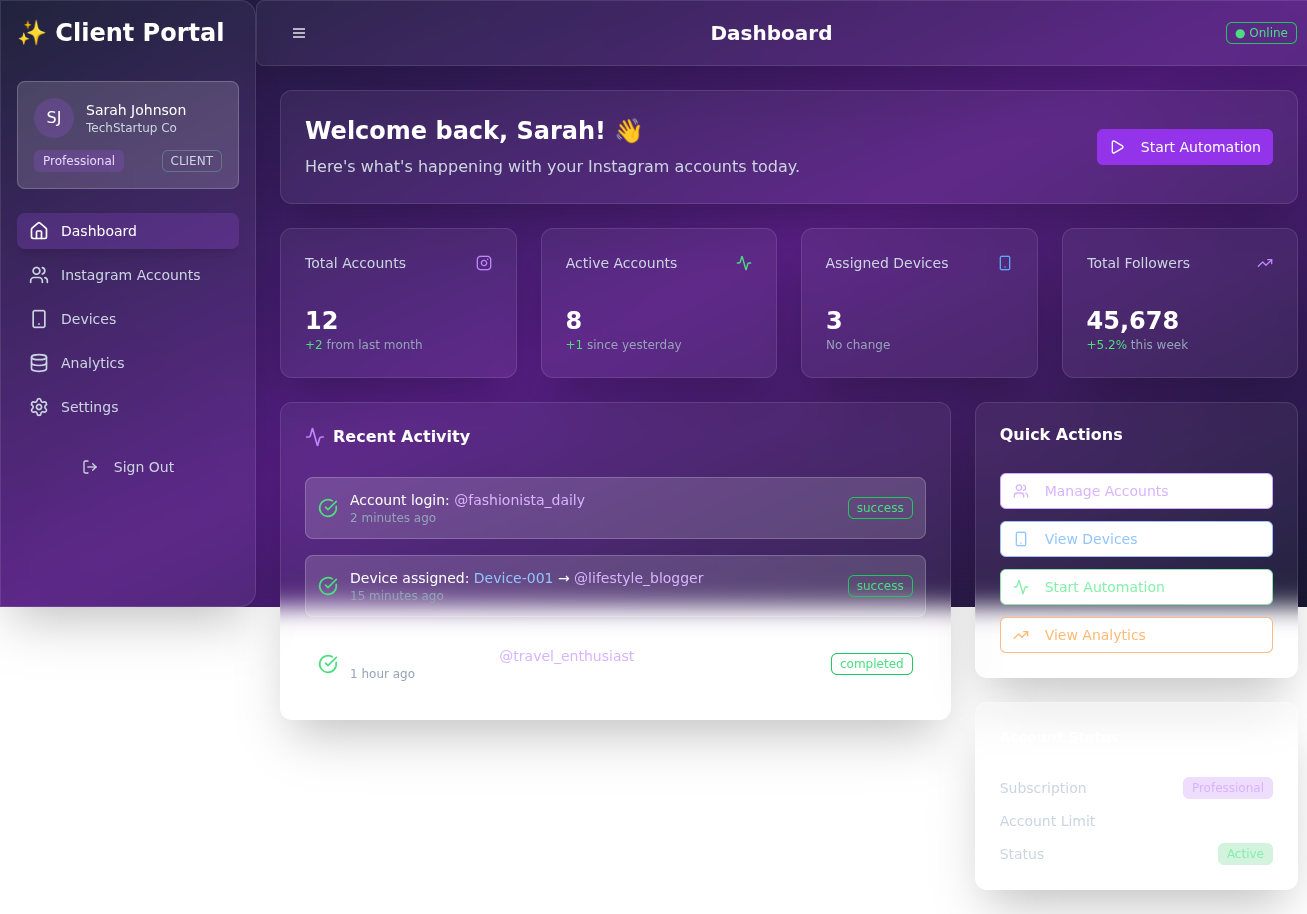 ✨ Client Portal
SJ
Sarah Johnson
TechStartup Co
Professional
CLIENT
Dashboard
Instagram Accounts
Devices
Analytics
Settings
Sign Out
Dashboard
Online
Welcome back, Sarah! 👋
Here's what's happening with your Instagram accounts today.
Start Automation
Total Accounts
12
+2 from last month
Active Accounts
8
+1 since yesterday
Assigned Devices
3
No change
Total Followers
45,678
+5.2% this week
Recent Activity
Account login: @fashionista_daily
2 minutes ago
success
Device assigned: Device-001 → @lifestyle_blogger
15 minutes ago
success
@travel_enthusiast
1 hour ago
completed
Quick Actions
Manage Accounts
View Devices
Start Automation
View Analytics
Subscription
Professional
Account Limit
Status
Active